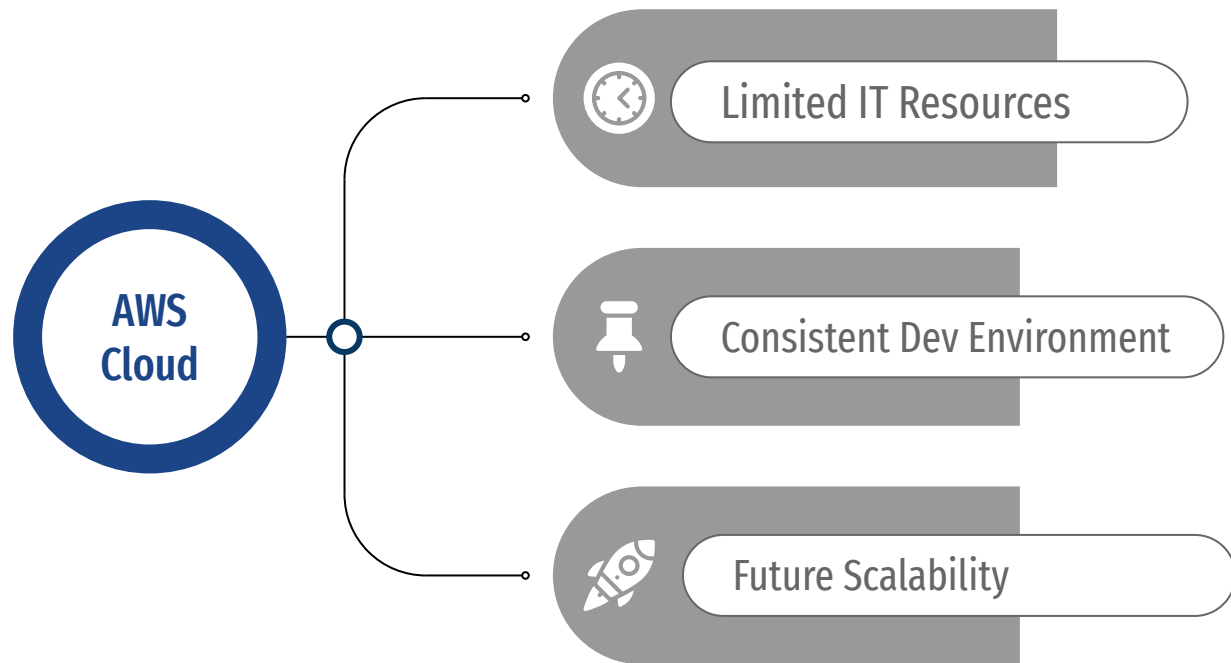 AWS
Cloud
Limited IT Resources
Consistent Dev Environment
Future Scalability